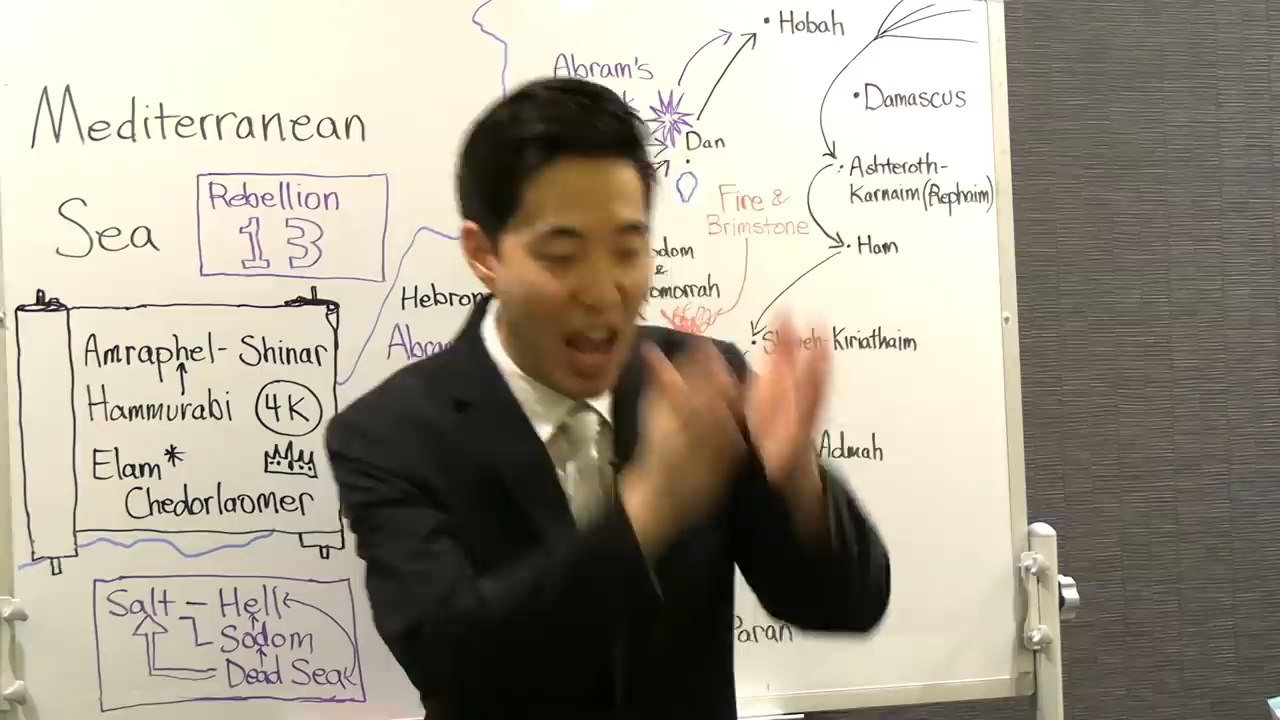 Mediterranean
Sea
Rebellion
13
Amraphel- Shinar
Hammurabi 4K
Elam*
Chedorlaomer
Salt - Hell
Sodom
Dead Sea
Abram's
Hobah
Damascus
Dan
Ashteroth-
Karnaim (Rephaim)
Fire &
Brimstone
Ham
&
Hebron
Kiriathaim
Admah
Paran